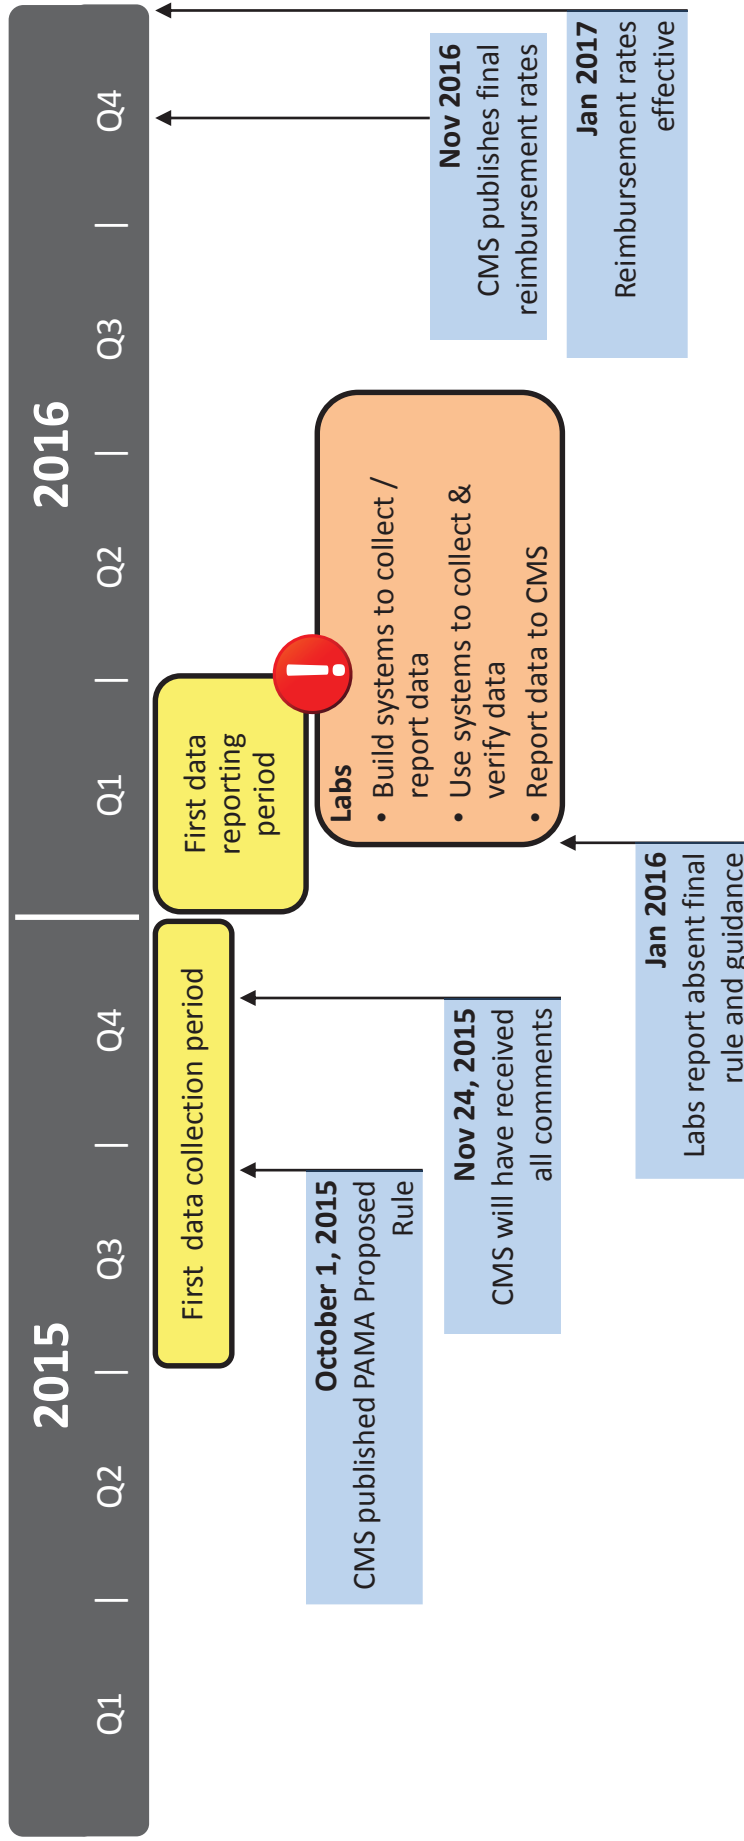 2015
2016
Q1 | Q2 | Q3 | Q4
Q1 | Q2 | Q3 | Q4
First data collection period
First data
reporting
period
October 1, 2015
CMS published PAMA Proposed
Rule
Nov 24, 2015
CMS will have received
all comments
Jan 2016
Labs report absent final
rule and guidance
!
Labs
• Build systems to collect /
report data
• Use systems to collect &
verify data
• Report data to CMS
Nov 2016
CMS publishes final
reimbursement rates
Jan 2017
Reimbursement rates
effective